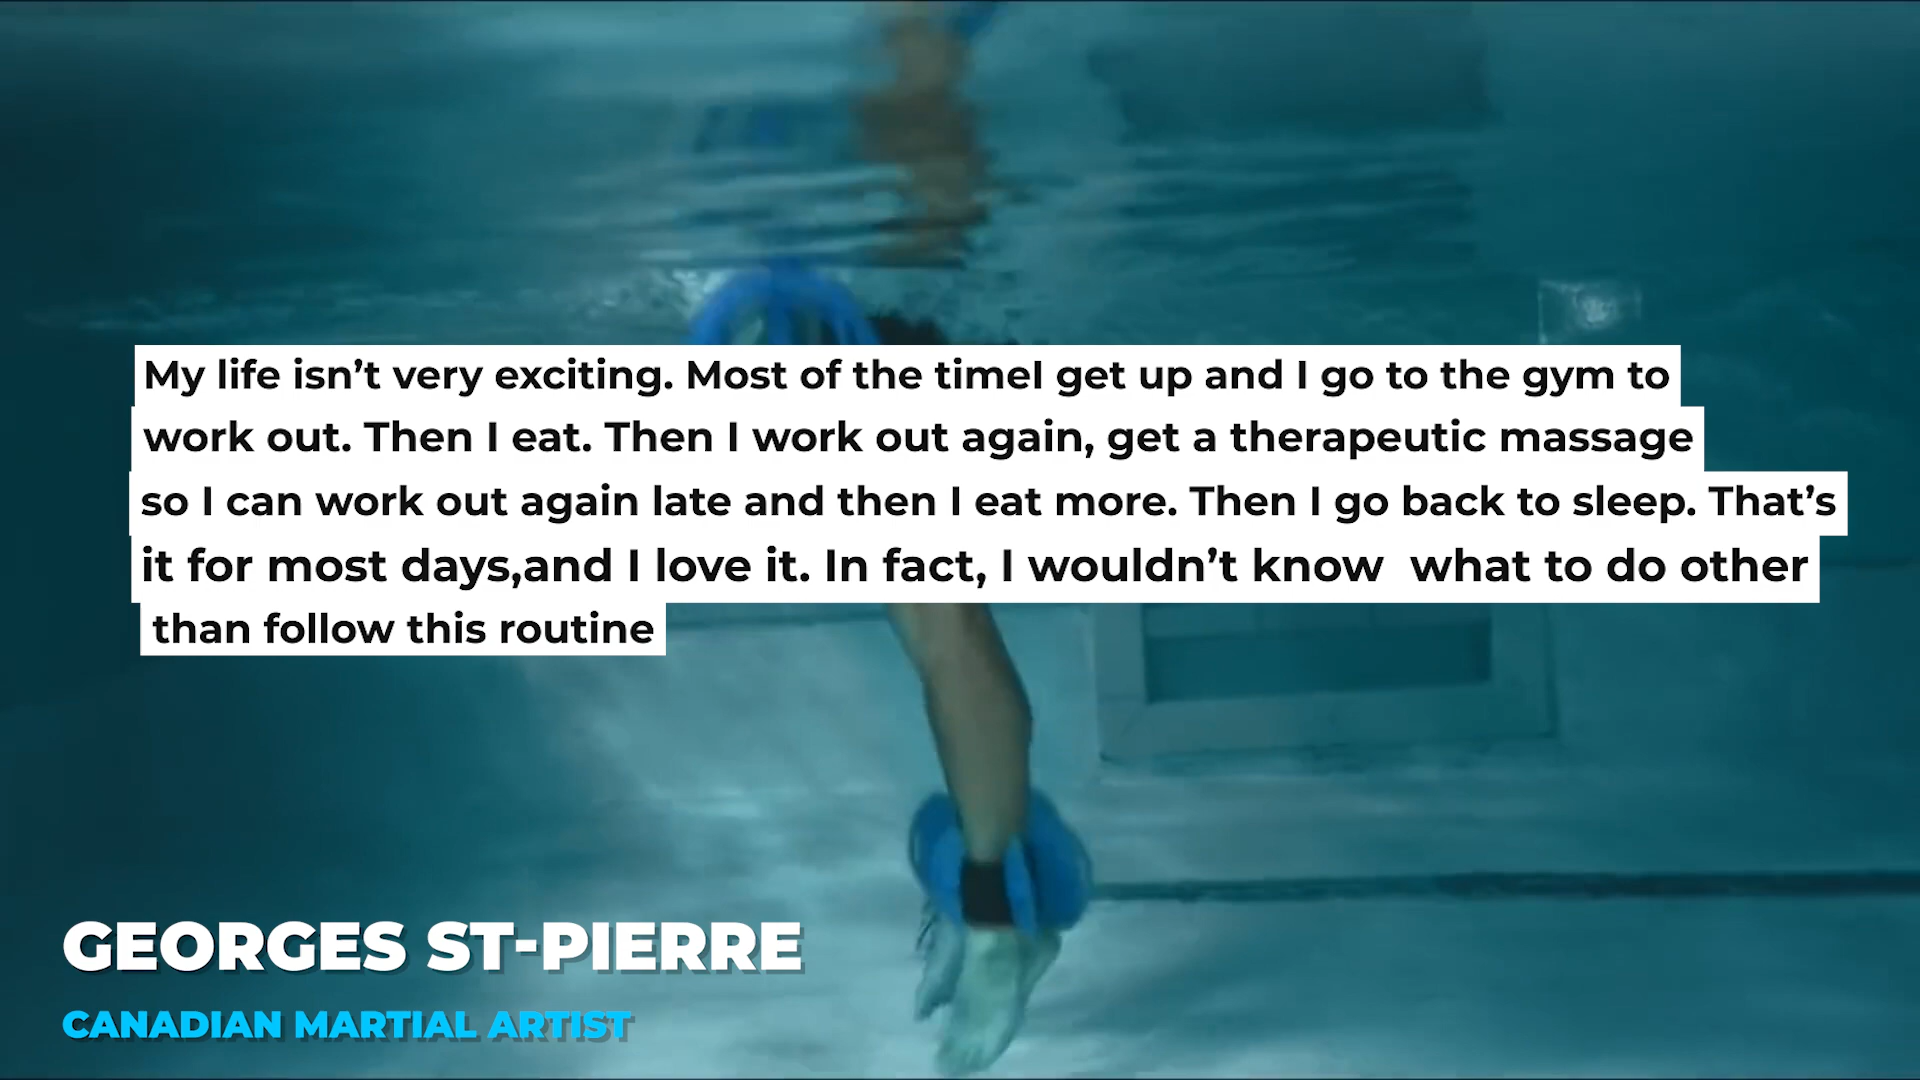 My life isn’t very exciting. Most of the timeI get up and I go to the gym to
work out. Then I eat. Then I work out again, get a therapeutic massage
so I can work out again late and then I eat more. Then I go back to sleep. That’s
it for most days,and I love it. In fact, I wouldn’t know  what to do other
than follow this routine
GEORGES ST-PIERRE
CANADIAN MARTIAL ARTIST